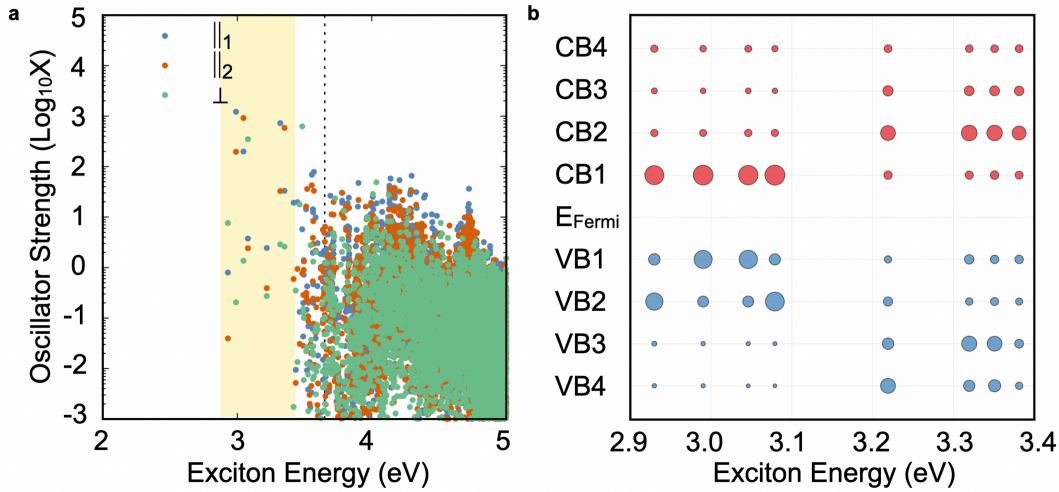 a
Oscillator Strength (Log₁₀X)
5
4
3
2
1
0
-1
-2
-3
||₁
||₂
⊥
2
3
4
5
Exciton Energy (eV)
b
CB4
CB3
CB2
CB1
E_Fermi
VB1
VB2
VB3
VB4
2.9
3.0
3.1
3.2
3.3
3.4
Exciton Energy (eV)